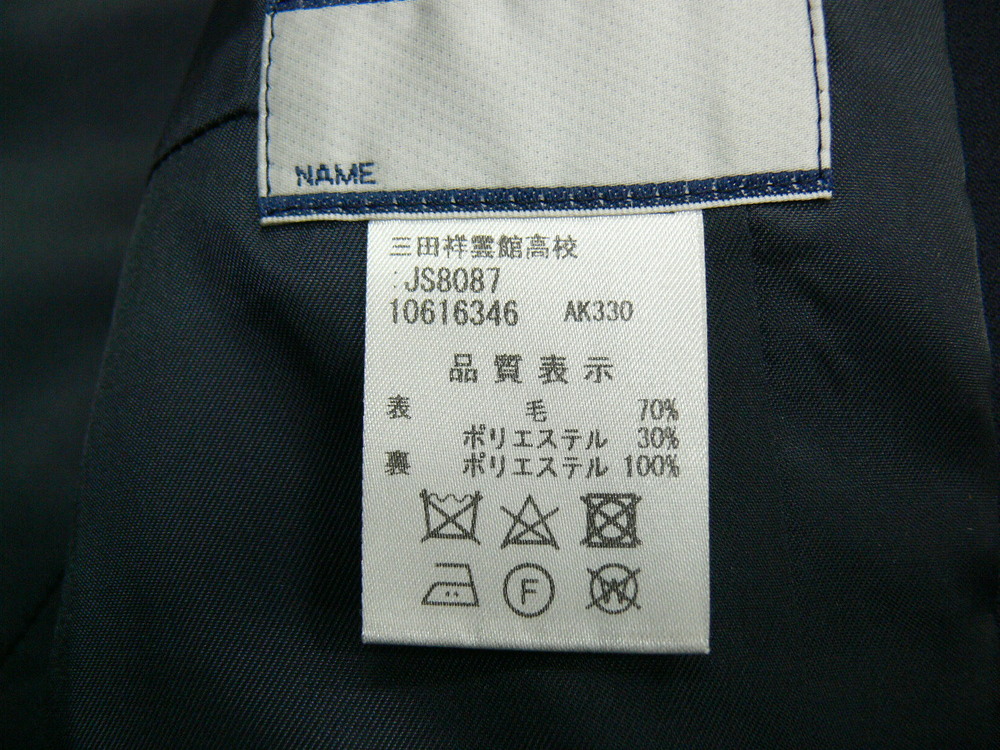 NAME
三田祥雲館高校
:JS8087
10616346 AK330
品質表示
表 毛 70%
ポリエステル 30%
裏 ポリエステル 100%
F
W